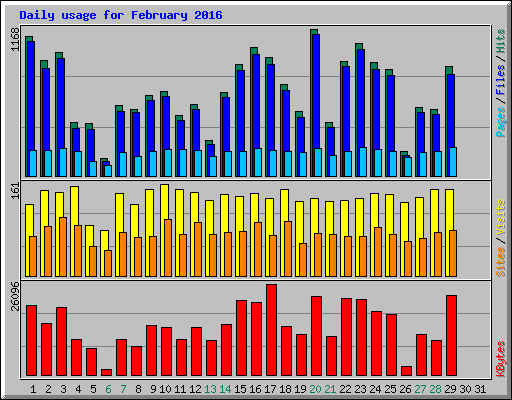 Daily usage for February 2016
1168
Pages / Files / Hits
161
Sites / Visits
26096
KBytes
1 2 3 4 5 6 7 8 9 10 11 12 13 14 15 16 17 18 19 20 21 22 23 24 25 26 27 28 29 30 31